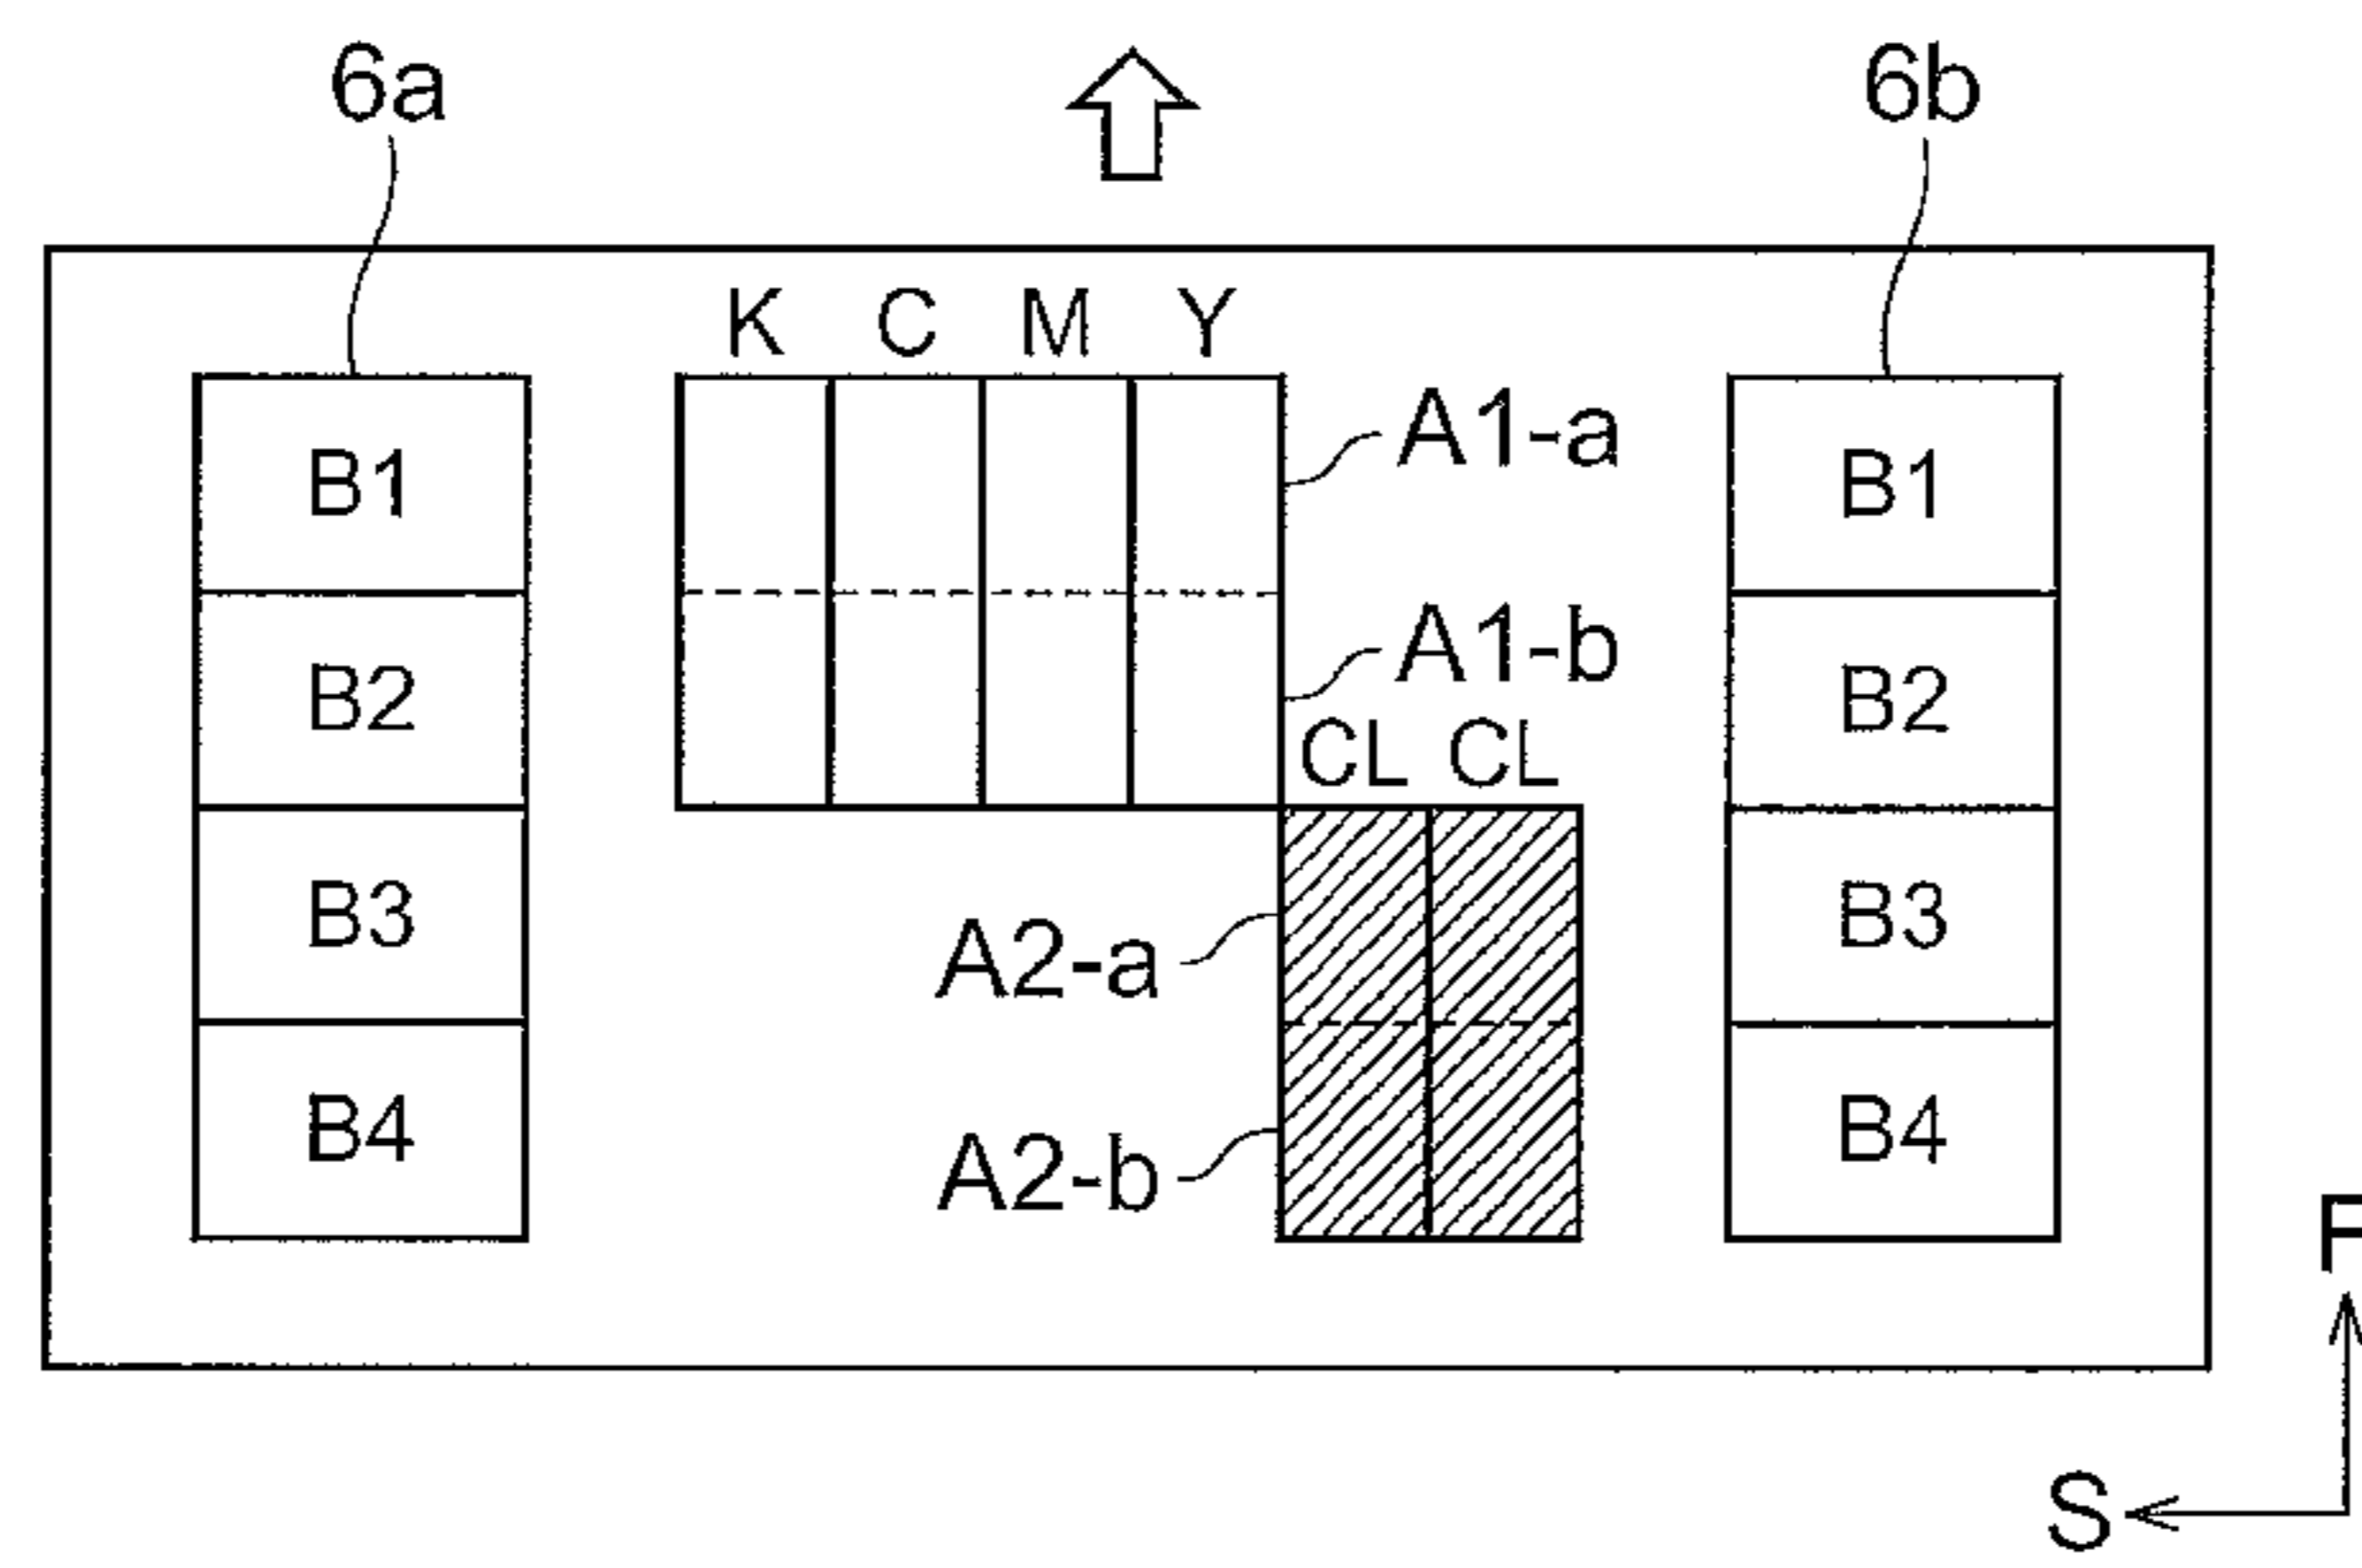 6a 6b
K C M Y
A1-a
B1 B1
A1-b
B2 B2
CL CL
B3 B3
A2-a
B4 B4
A2-b
F
S